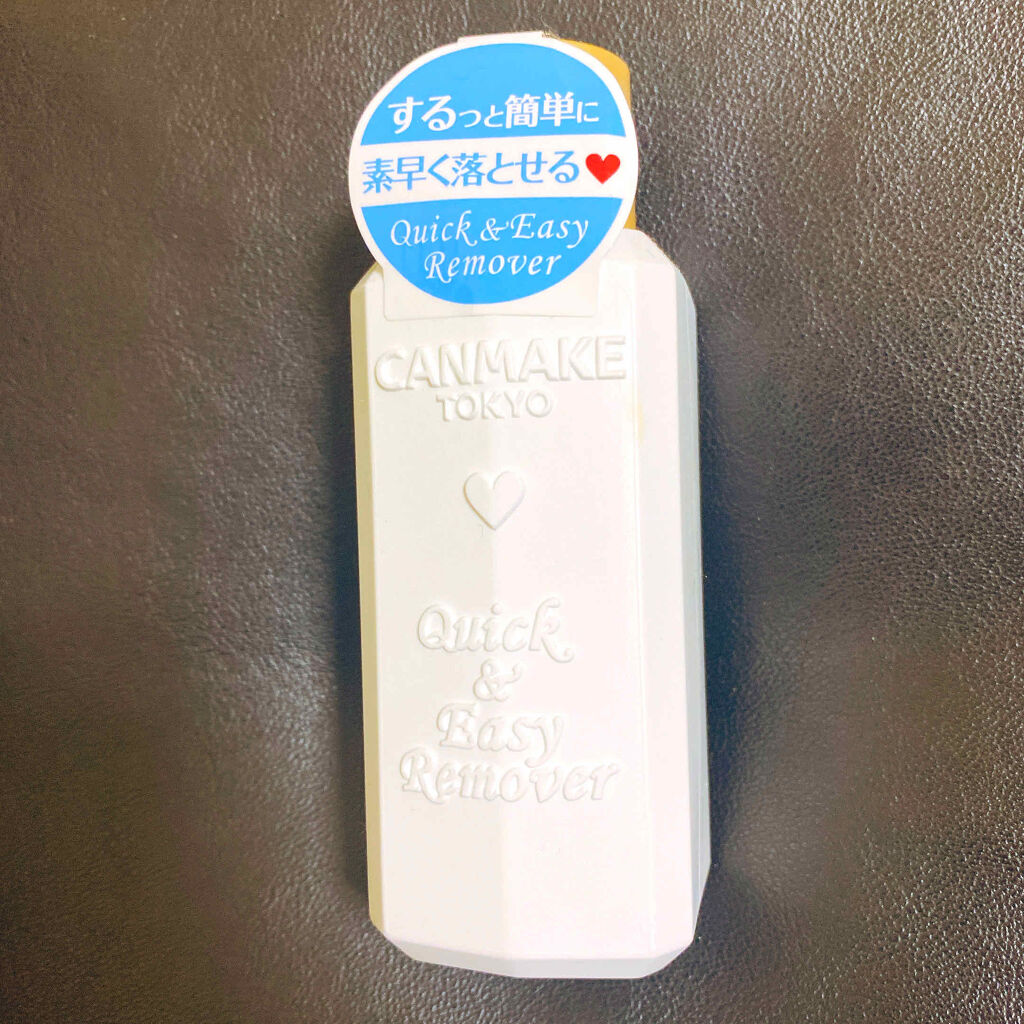 するっと簡単に
素早く落とせる♥
Quick & Easy
Remover
CANMAKE
TOKYO
Quick
&
Easy
Remover